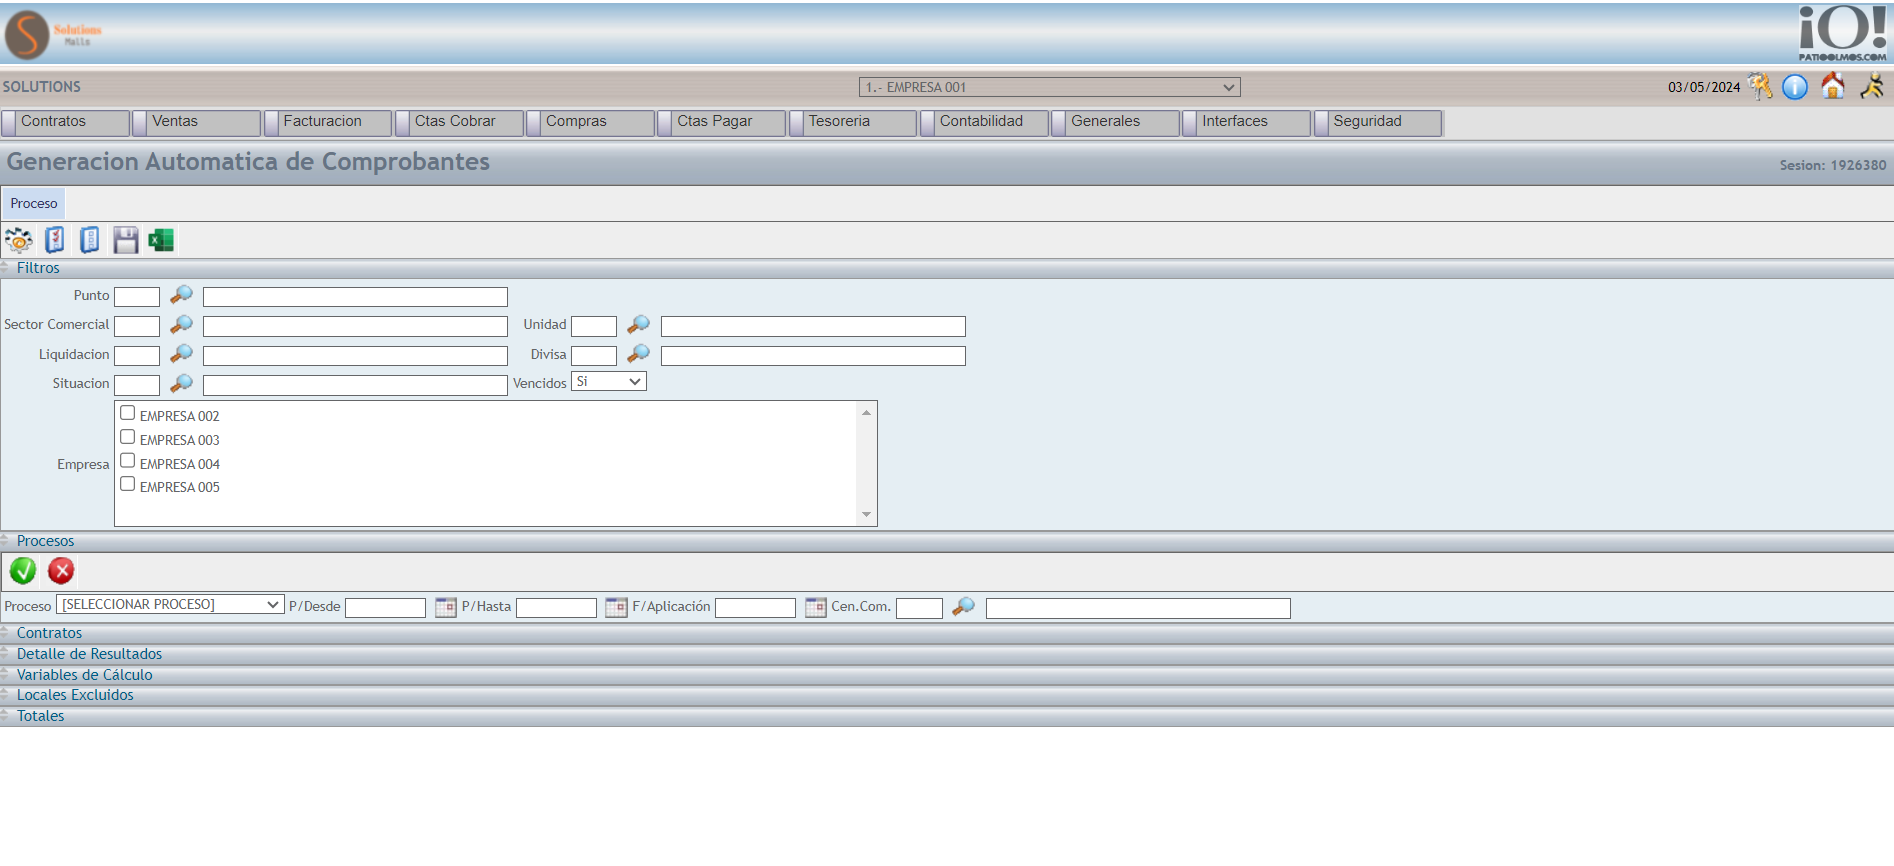 Solutions
Malls
iO!
PATIOOLMOS.COM
SOLUTIONS
1.- EMPRESA 001
03/05/2024
Contratos Ventas Facturacion Ctas Cobrar Compras Ctas Pagar Tesoreria Contabilidad Generales Interfaces Seguridad
Generacion Automatica de Comprobantes
Sesion: 1926380
Proceso
Filtros
Punto
Sector Comercial Unidad
Liquidacion Divisa
Situacion Vencidos Si
Empresa
EMPRESA 002
EMPRESA 003
EMPRESA 004
EMPRESA 005
Procesos
Proceso [SELECCIONAR PROCESO] P/Desde P/Hasta F/Aplicación Cen.Com.
Contratos
Detalle de Resultados
Variables de Cálculo
Locales Excluidos
Totales